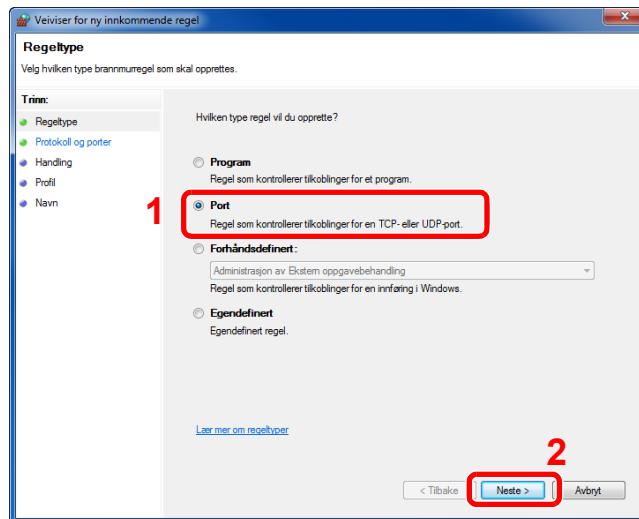 Veiviser for ny innkommende regel
Regeltype
Velg hvilken type brannmurregel som skal opprettes.
Trinn:
Regeltype
Protokoll og porter
Handling
Profil
Navn
Hvilken type regel vil du opprette?
Program
Regel som kontrollerer tilkoblinger for et program.
1
Port
Regel som kontrollerer tilkoblinger for en TCP- eller UDP-port.
Forhåndsdefinert:
Administrasjon av Ekstern oppgavebehandling
Regel som kontrollerer tilkoblinger for en innføring i Windows.
Egendefinert
Egendefinert regel.
Lær mer om regeltyper
2
< Tilbake
Neste >
Avbryt